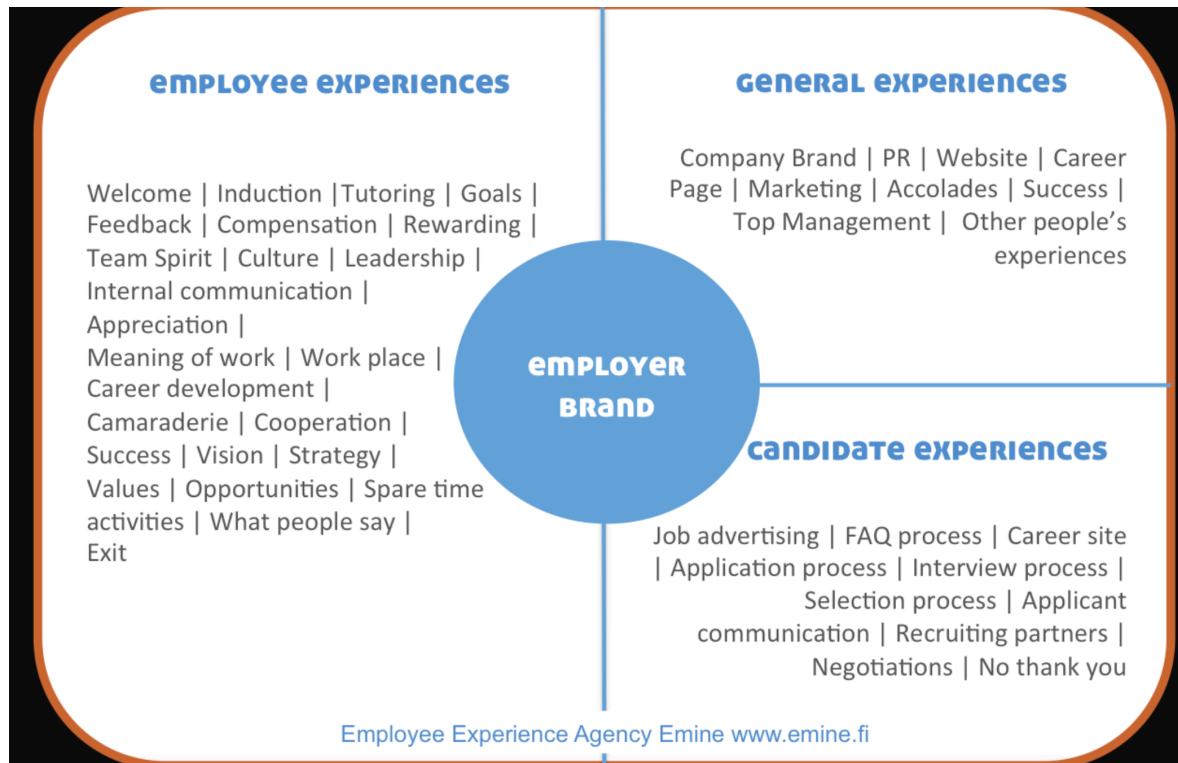 EMPLOYEE EXPERIENCES
Welcome | Induction |Tutoring | Goals |
Feedback | Compensation | Rewarding |
Team Spirit | Culture | Leadership |
Internal communication |
Appreciation |
Meaning of work | Work place |
Career development |
Camaraderie | Cooperation |
Success | Vision | Strategy |
Values | Opportunities | Spare time
activities | What people say |
Exit
GENERAL EXPERIENCES
Company Brand | PR | Website | Career
Page | Marketing | Accolades | Success |
Top Management | Other people’s
experiences
EMPLOYER
BRAND
CANDIDATE EXPERIENCES
Job advertising | FAQ process | Career site
| Application process | Interview process |
Selection process | Applicant
communication | Recruiting partners |
Negotiations | No thank you
Employee Experience Agency Emine www.emine.fi